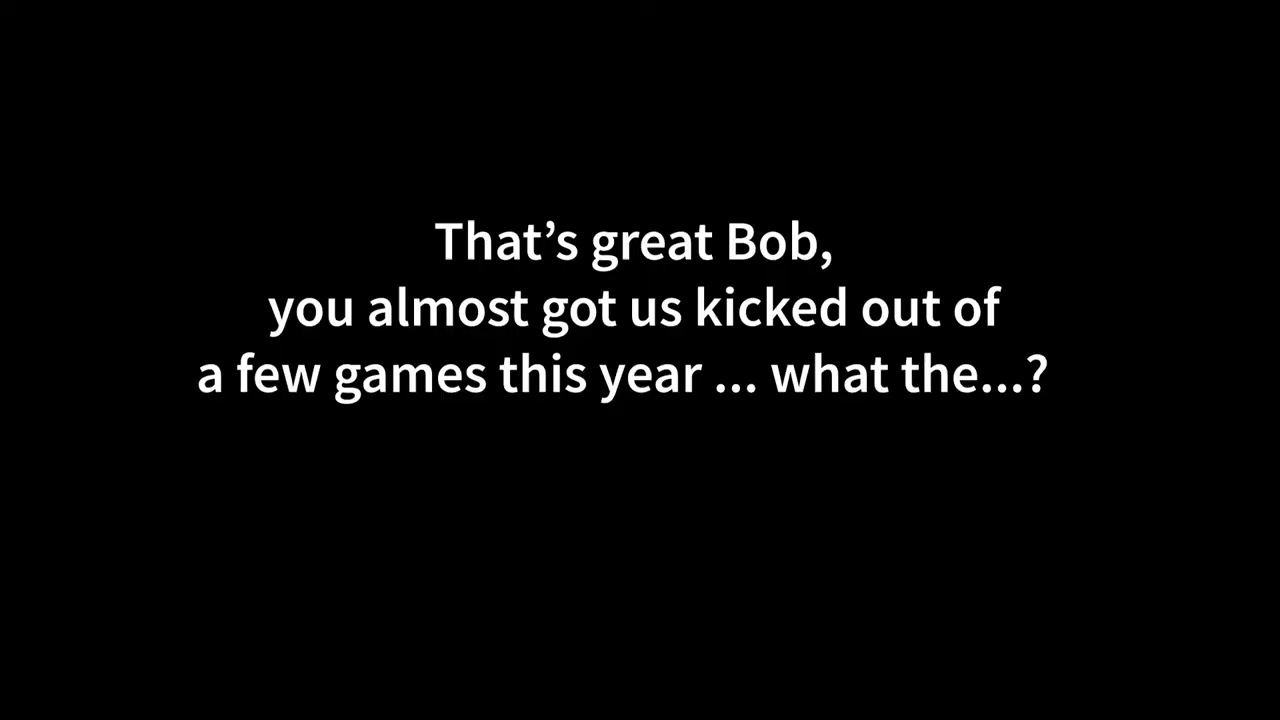 That’s great Bob,
you almost got us kicked out of
a few games this year ... what the...?